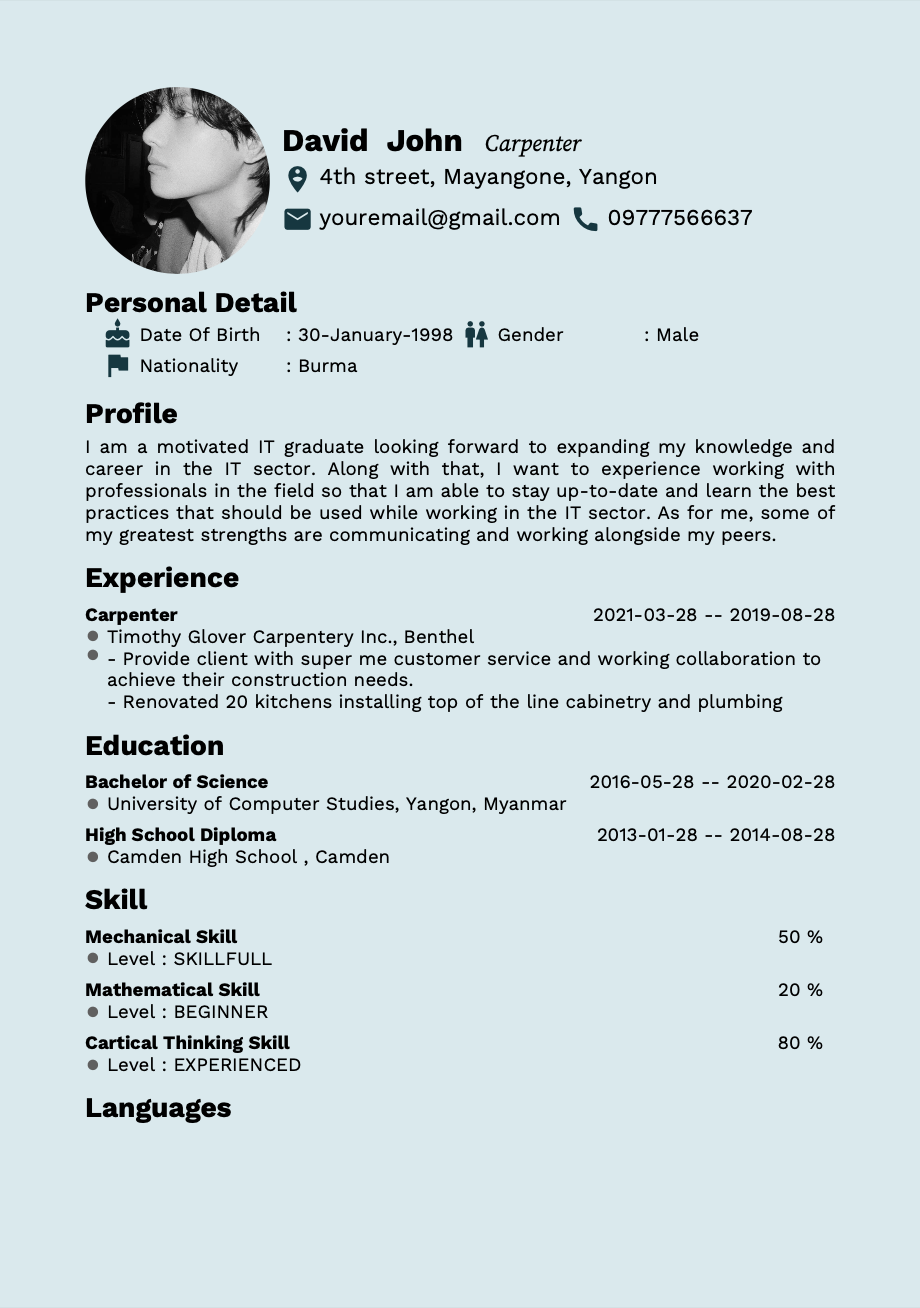 David John Carpenter
4th street, Mayangone, Yangon
youremail@gmail.com 09777566637
Personal Detail
Date Of Birth : 30-January-1998 Gender : Male
Nationality : Burma
Profile
I am a motivated IT graduate looking forward to expanding my knowledge and
career in the IT sector. Along with that, I want to experience working with
professionals in the field so that I am able to stay up-to-date and learn the best
practices that should be used while working in the IT sector. As for me, some of
my greatest strengths are communicating and working alongside my peers.
Experience
Carpenter 2021-03-28 -- 2019-08-28
Timothy Glover Carpentery Inc., Benthel
- Provide client with super me customer service and working collaboration to
achieve their construction needs.
- Renovated 20 kitchens installing top of the line cabinetry and plumbing
Education
Bachelor of Science 2016-05-28 -- 2020-02-28
University of Computer Studies, Yangon, Myanmar
High School Diploma 2013-01-28 -- 2014-08-28
Camden High School , Camden
Skill
Mechanical Skill 50 %
Level : SKILLFULL
Mathematical Skill 20 %
Level : BEGINNER
Cartical Thinking Skill 80 %
Level : EXPERIENCED
Languages